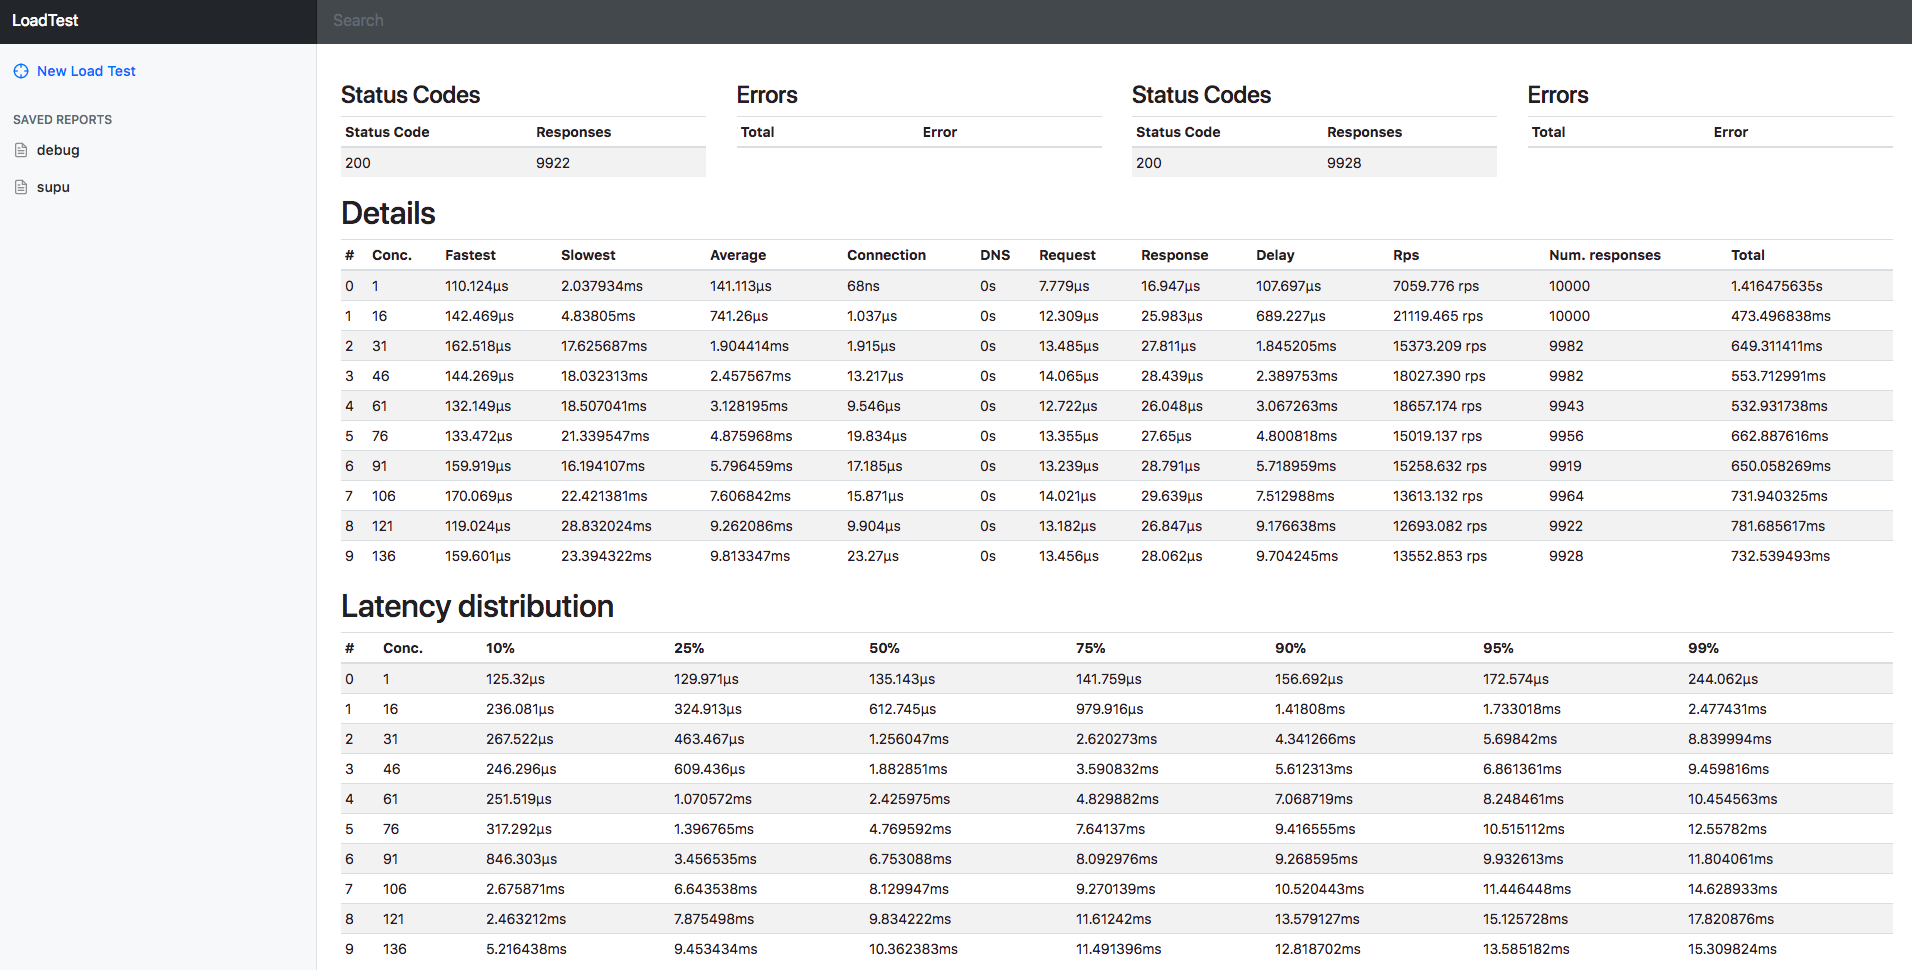 LoadTest
Search
New Load Test
SAVED REPORTS
debug
supu
Status Codes Errors Status Codes Errors
Status Code Responses Total Error Status Code Responses Total Error
200 9922 200 9928
Details
# Conc. Fastest Slowest Average Connection DNS Request Response Delay Rps Num. responses Total
0 1 110.124µs 2.037934ms 141.113µs 68ns 0s 7.779µs 16.947µs 107.697µs 7059.776 rps 10000 1.416475635s
1 16 142.469µs 4.83805ms 741.26µs 1.037µs 0s 12.309µs 25.983µs 689.227µs 21119.465 rps 10000 473.496838ms
2 31 162.518µs 17.625687ms 1.904414ms 1.915µs 0s 13.485µs 27.811µs 1.845205ms 15373.209 rps 9982 649.311411ms
3 46 144.269µs 18.032313ms 2.457567ms 13.217µs 0s 14.065µs 28.439µs 2.389753ms 18027.390 rps 9982 553.712991ms
4 61 132.149µs 18.507041ms 3.128195ms 9.546µs 0s 12.722µs 26.048µs 3.067263ms 18657.174 rps 9943 532.931738ms
5 76 133.472µs 21.339547ms 4.875968ms 19.834µs 0s 13.355µs 27.65µs 4.800818ms 15019.137 rps 9956 662.887616ms
6 91 159.919µs 16.194107ms 5.796459ms 17.185µs 0s 13.239µs 28.791µs 5.718959ms 15258.632 rps 9919 650.058269ms
7 106 170.069µs 22.421381ms 7.606842ms 15.871µs 0s 14.021µs 29.639µs 7.512988ms 13613.132 rps 9964 731.940325ms
8 121 119.024µs 28.832024ms 9.262086ms 9.904µs 0s 13.182µs 26.847µs 9.176638ms 12693.082 rps 9922 781.685617ms
9 136 159.601µs 23.394322ms 9.813347ms 23.27µs 0s 13.456µs 28.062µs 9.704245ms 13552.853 rps 9928 732.539493ms
Latency distribution
# Conc. 10% 25% 50% 75% 90% 95% 99%
0 1 125.32µs 129.971µs 135.143µs 141.759µs 156.692µs 172.574µs 244.062µs
1 16 236.081µs 324.913µs 612.745µs 979.916µs 1.41808ms 1.733018ms 2.477431ms
2 31 267.522µs 463.467µs 1.256047ms 2.620273ms 4.341266ms 5.69842ms 8.839994ms
3 46 246.296µs 609.436µs 1.882851ms 3.590832ms 5.612313ms 6.861361ms 9.459816ms
4 61 251.519µs 1.070572ms 2.425975ms 4.829882ms 7.068719ms 8.248461ms 10.454563ms
5 76 317.292µs 1.396765ms 4.769592ms 7.64137ms 9.416555ms 10.515112ms 12.55782ms
6 91 846.303µs 3.456535ms 6.753088ms 8.092976ms 9.268595ms 9.932613ms 11.804061ms
7 106 2.675871ms 6.643538ms 8.129947ms 9.270139ms 10.520443ms 11.446448ms 14.628933ms
8 121 2.463212ms 7.875498ms 9.834222ms 11.61242ms 13.579127ms 15.125728ms 17.820876ms
9 136 5.216438ms 9.453434ms 10.362383ms 11.491396ms 12.818702ms 13.585182ms 15.309824ms